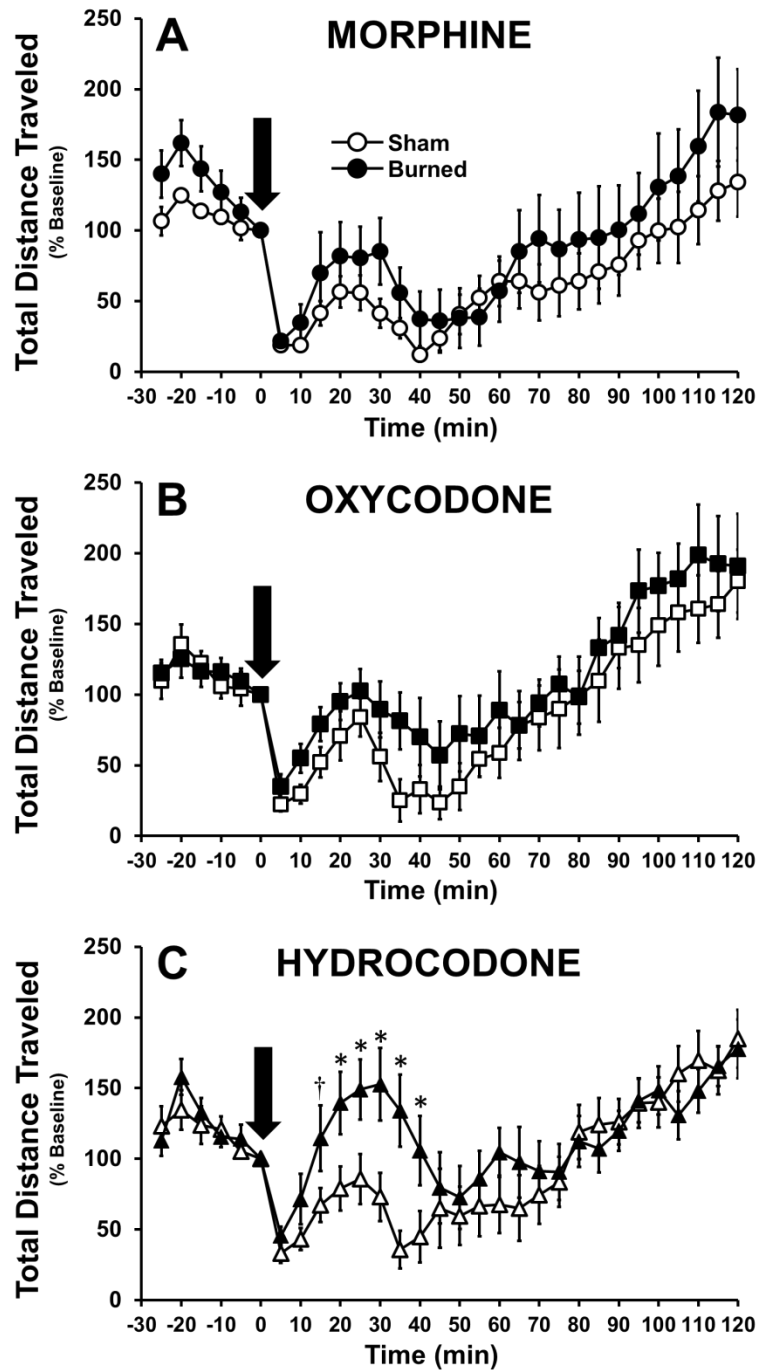 A MORPHINE
Total Distance Traveled
(% Baseline)
250
200
150
100
50
0
Sham
Burned
-30 -20 -10 0 10 20 30 40 50 60 70 80 90 100 110 120
Time (min)
B OXYCODONE
Total Distance Traveled
(% Baseline)
250
200
150
100
50
0
-30 -20 -10 0 10 20 30 40 50 60 70 80 90 100 110 120
Time (min)
C HYDROCODONE
Total Distance Traveled
(% Baseline)
250
200
150
100
50
0
† * * * * *
-30 -20 -10 0 10 20 30 40 50 60 70 80 90 100 110 120
Time (min)